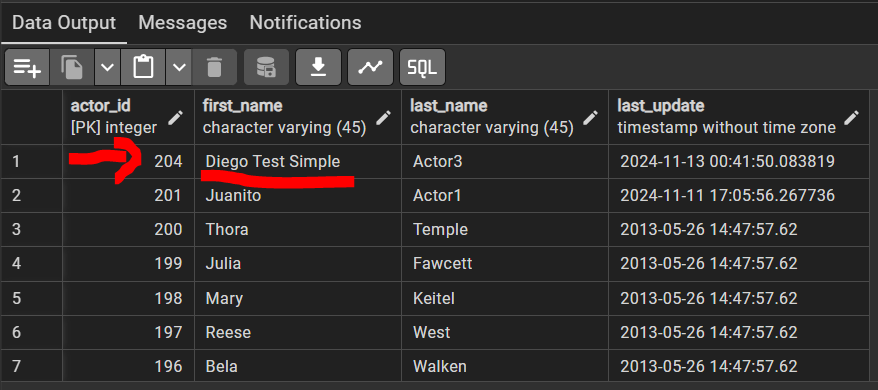 Data Output Messages Notifications
SQL
actor_id first_name last_name last_update
[PK] integer character varying (45) character varying (45) timestamp without time zone
1 204 Diego Test Simple Actor3 2024-11-13 00:41:50.083819
2 201 Juanito Actor1 2024-11-11 17:05:56.267736
3 200 Thora Temple 2013-05-26 14:47:57.62
4 199 Julia Fawcett 2013-05-26 14:47:57.62
5 198 Mary Keitel 2013-05-26 14:47:57.62
6 197 Reese West 2013-05-26 14:47:57.62
7 196 Bela Walken 2013-05-26 14:47:57.62